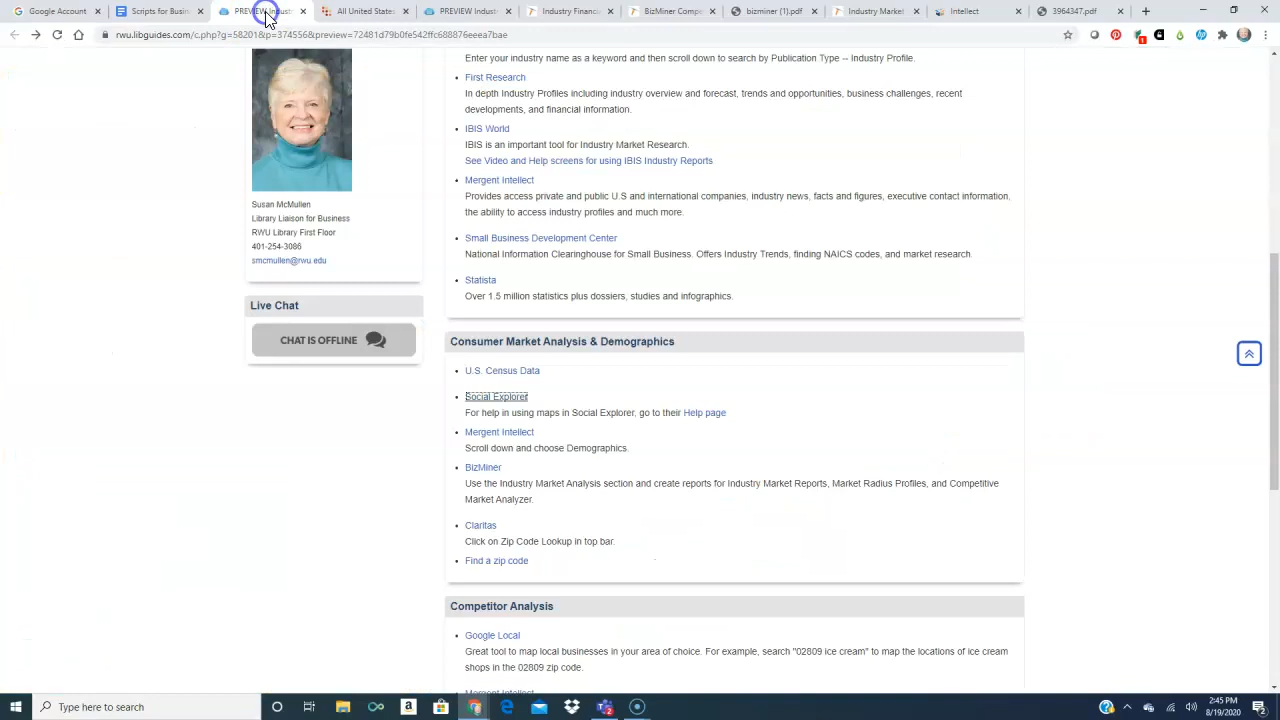 Google Account
Scripts for Busin
PREVIEW Indust
All United States
PREVIEW Indust
Industry Financi
BizMiner Cor
bizminer (1).pdf
Industry Market
3964347.pdf
rwu.libguides.com/c.php?g=58201&p=374556&preview=72481d79b0fe542ffc688876eeea7bae
Enter your industry name as a keyword and then scroll down to search by Publication Type -- Industry Profile.
First Research
In depth Industry Profiles including industry overview and forecast, trends and opportunities, business challenges, recent
developments, and financial information.
IBIS World
IBIS is an important tool for Industry Market Research.
See Video and Help screens for using IBIS Industry Reports
Mergent Intellect
Provides access private and public U.S and international companies, industry news, facts and figures, executive contact information,
the ability to access industry profiles and much more.
Small Business Development Center
National Information Clearinghouse for Small Business. Offers Industry Trends, finding NAICS codes, and market research.
Statista
Over 1.5 million statistics plus dossiers, studies and infographics.
Susan McMullen
Library Liaison for Business
RWU Library First Floor
401-254-3086
smcmullen@rwu.edu
Live Chat
CHAT IS OFFLINE
Consumer Market Analysis & Demographics
U.S. Census Data
Social Explorer
For help in using maps in Social Explorer, go to their Help page
Mergent Intellect
Scroll down and choose Demographics.
BizMiner
Use the Industry Market Analysis section and create reports for Industry Market Reports, Market Radius Profiles, and Competitive
Market Analyzer.
Claritas
Click on Zip Code Lookup in top bar.
Find a zip code
Competitor Analysis
Google Local
Great tool to map local businesses in your area of choice. For example, search "02809 ice cream" to map the locations of ice cream
shops in the 02809 zip code.
Mergent Intellect
Type here to search
2:45 PM
8/19/2020